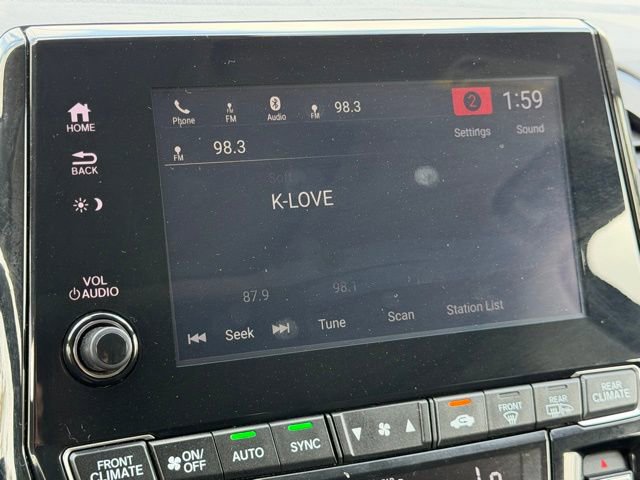 HOME
BACK
VOL
AUDIO
Phone
FM
Audio
FM
98.3
2
1:59
Settings
Sound
FM
98.3
K-LOVE
87.9
98.1
Seek
Tune
Scan
Station List
FRONT
CLIMATE
ON/
OFF
AUTO
SYNC
FRONT
REAR
REAR
CLIMATE